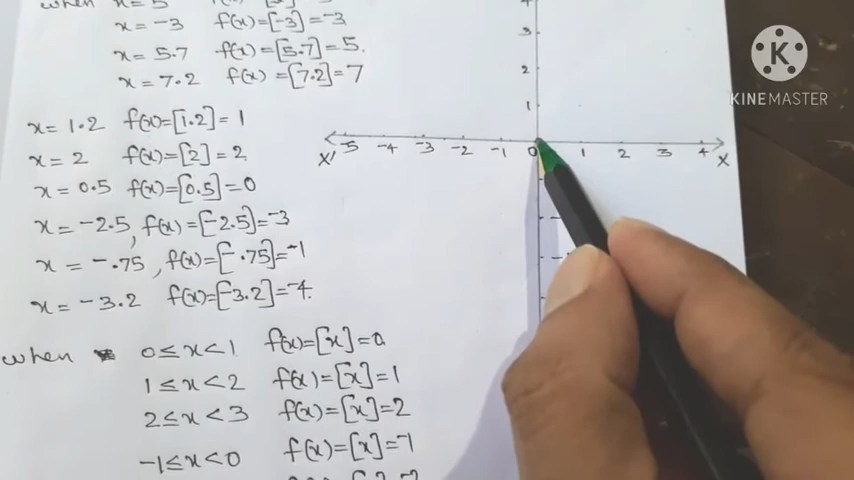 when x=5
x=-3 f(x)=[-3]=-3
x=5.7 f(x)=[5.7]=5.
x=7.2 f(x)=[7.2]=7
x=1.2 f(x)=[1.2]=1
x=2 f(x)=[2]=2
x=0.5 f(x)=[0.5]=0
x=-2.5, f(x)=[-2.5]=-3
x=-.75, f(x)=[-.75]=-1
x=-3.2 f(x)=[-3.2]=-4.
when 0≤x<1 f(x)=[x]=0
1≤x<2 f(x)=[x]=1
2≤x<3 f(x)=[x]=2
-1≤x<0 f(x)=[x]=-1
4
3
2
1
X' -5 -4 -3 -2 -1 0 1 2 3 4 X
KINEMASTER